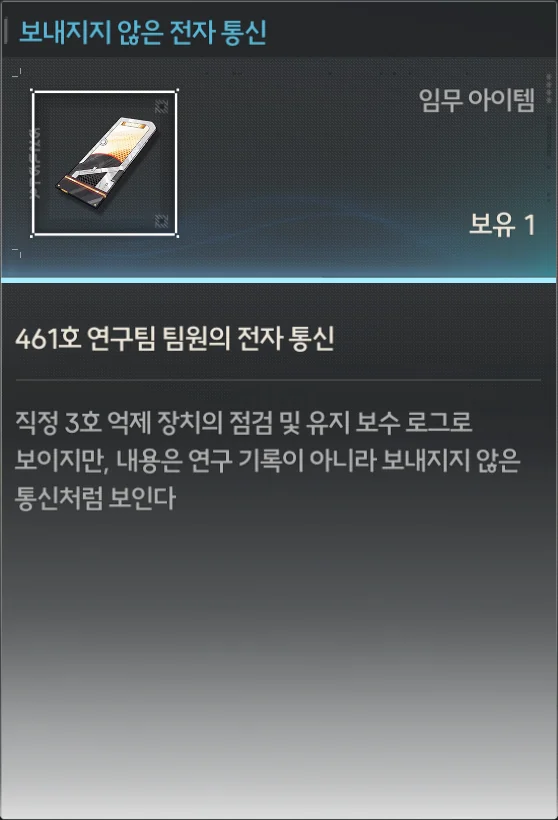 보내지지 않은 전자 통신
임무 아이템
보유 1
461호 연구팀 팀원의 전자 통신
직정 3호 억제 장치의 점검 및 유지 보수 로그로
보이지만, 내용은 연구 기록이 아니라 보내지지 않은
통신처럼 보인다